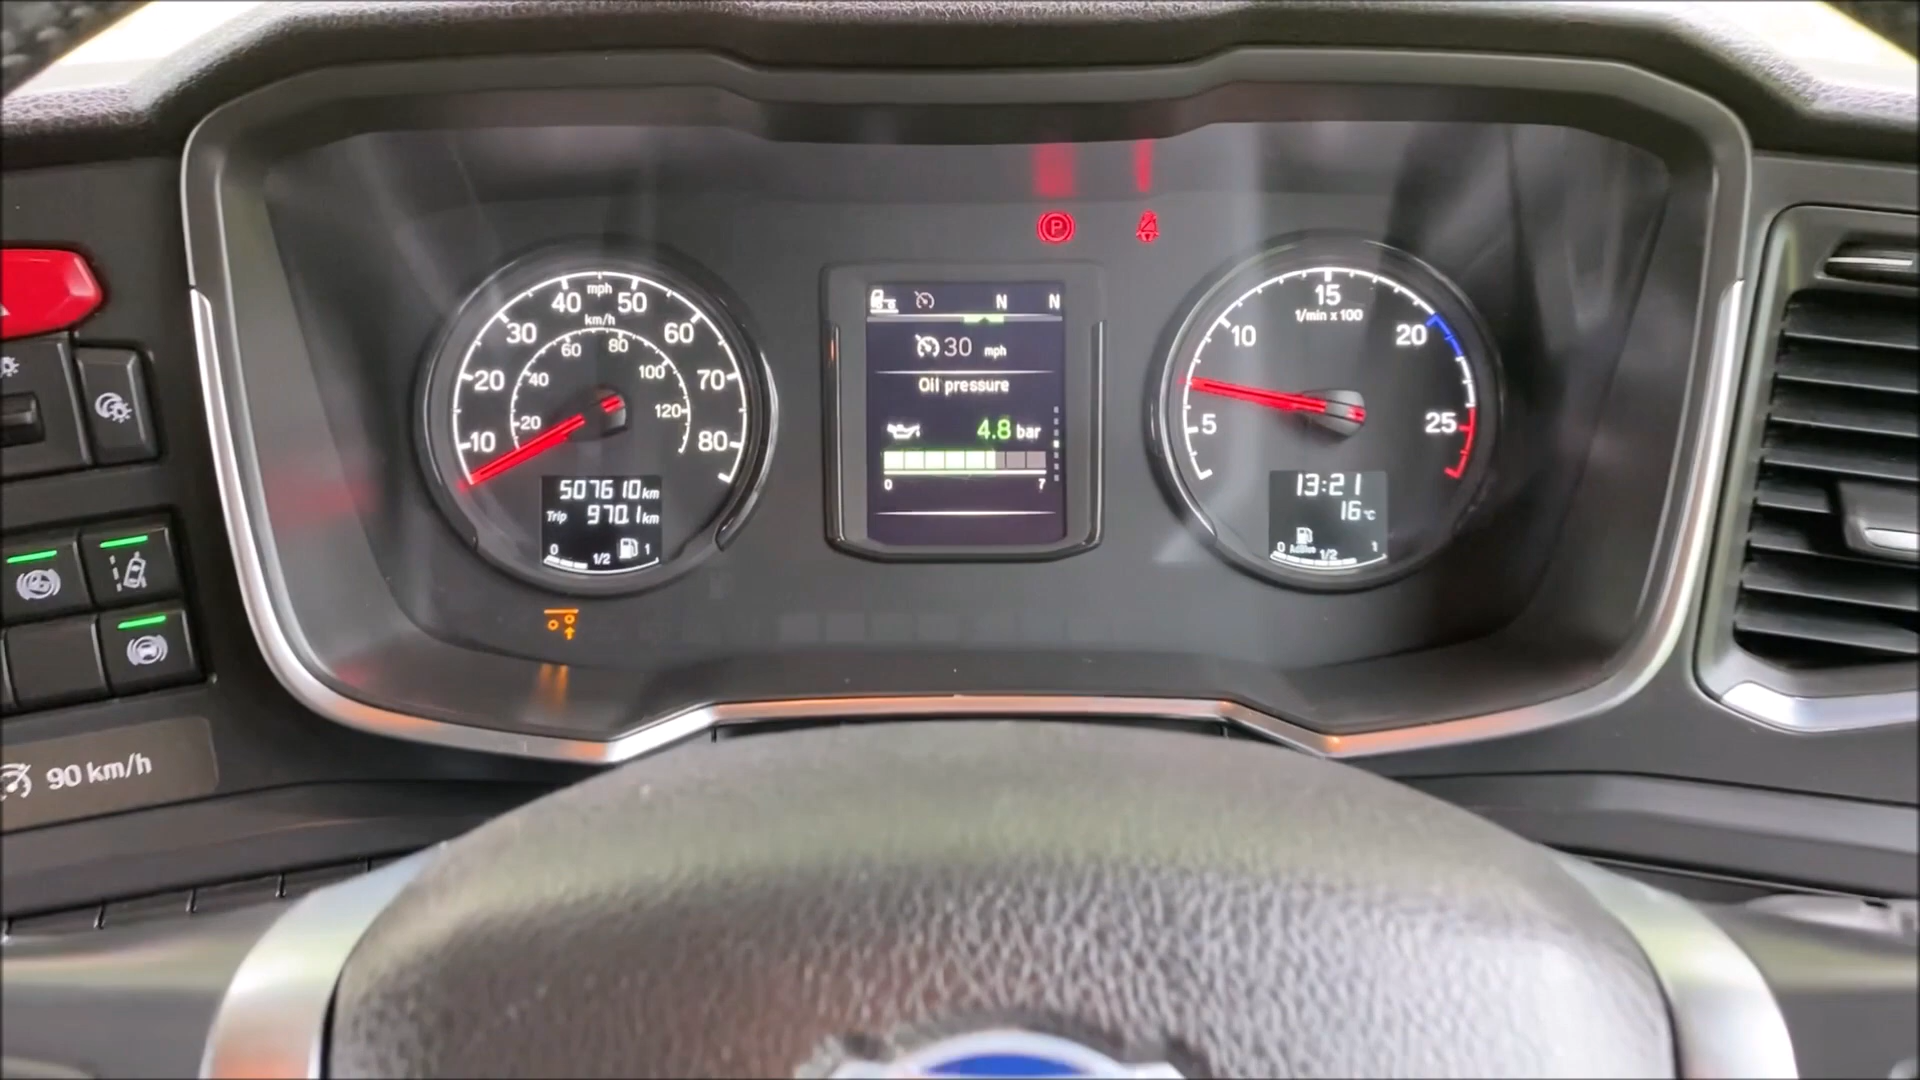 P
mph
40 50
30 60
km/h
60 80
20 40 100 70
20 120
10 80
507610 km
Trip 970.1 km
0 1/2 1
N N
30 mph
Oil pressure
4.8 bar
0 7
15
1/min x 100
10 20
5 25
13:21
16 °C
0 AdBlue 1/2 1
90 km/h